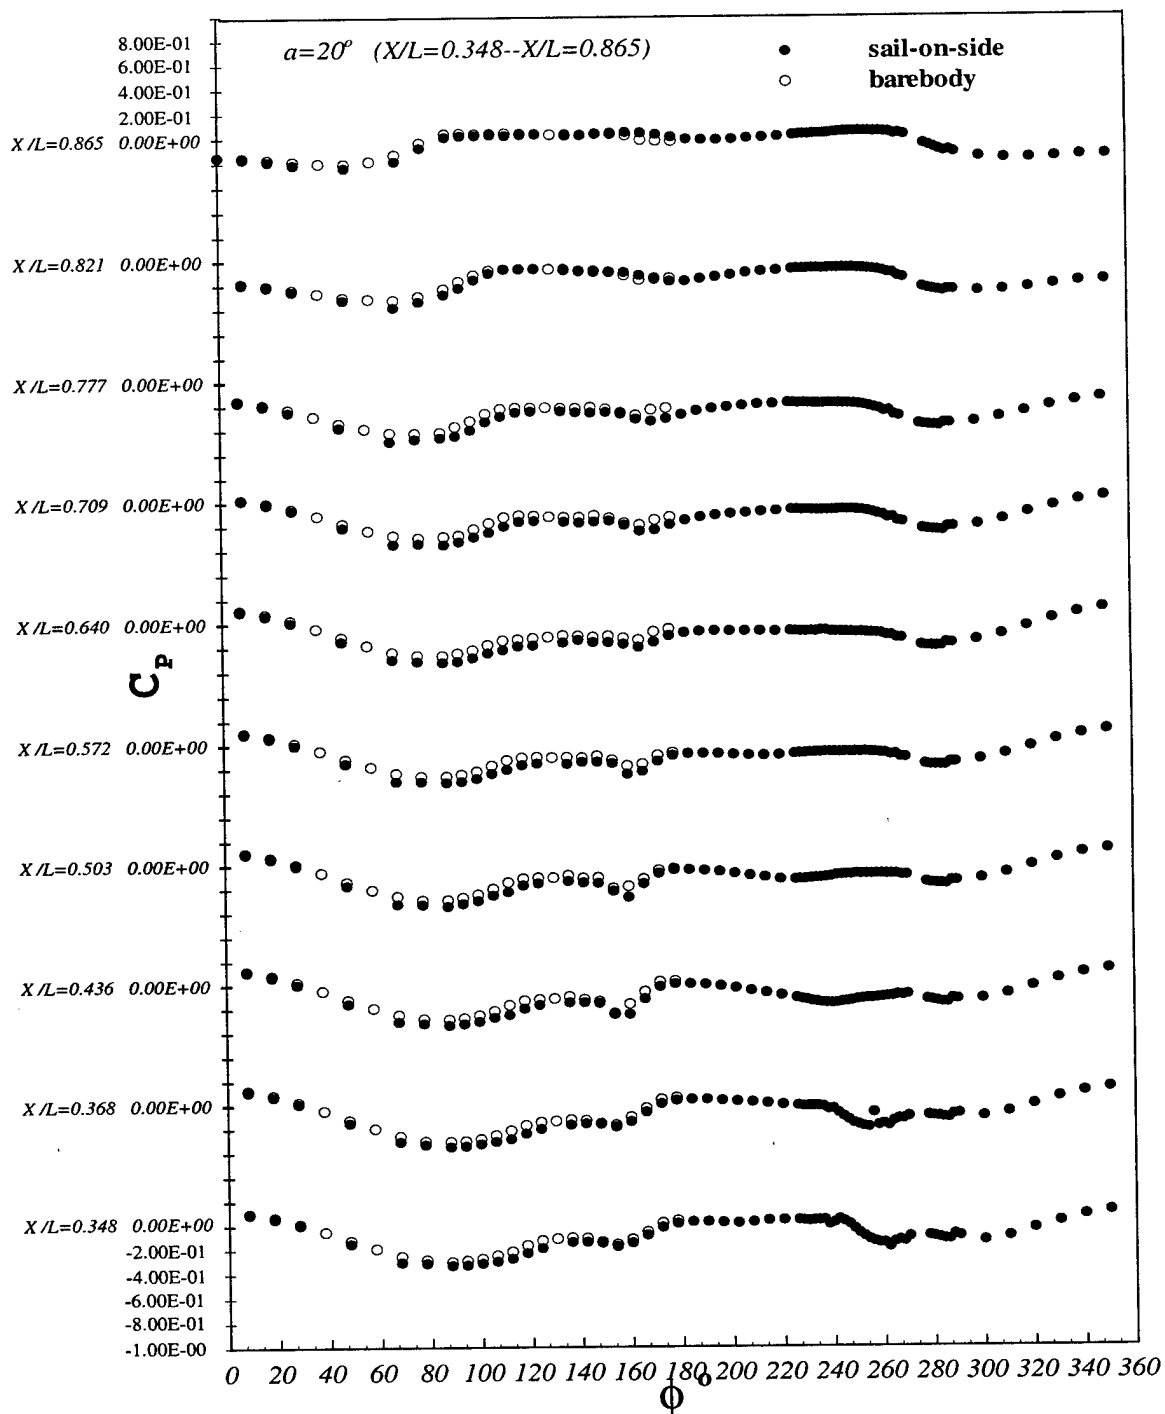 a=20° (X/L=0.348--X/L=0.865)
● sail-on-side
○ barebody
8.00E-01
6.00E-01
4.00E-01
2.00E-01
X/L=0.865 0.00E+00
X/L=0.821 0.00E+00
X/L=0.777 0.00E+00
X/L=0.709 0.00E+00
X/L=0.640 0.00E+00
C_P
X/L=0.572 0.00E+00
X/L=0.503 0.00E+00
X/L=0.436 0.00E+00
X/L=0.368 0.00E+00
X/L=0.348 0.00E+00
-2.00E-01
-4.00E-01
-6.00E-01
-8.00E-01
-1.00E-00
0 20 40 60 80 100 120 140 160 180 200 220 240 260 280 300 320 340 360
ϕ°